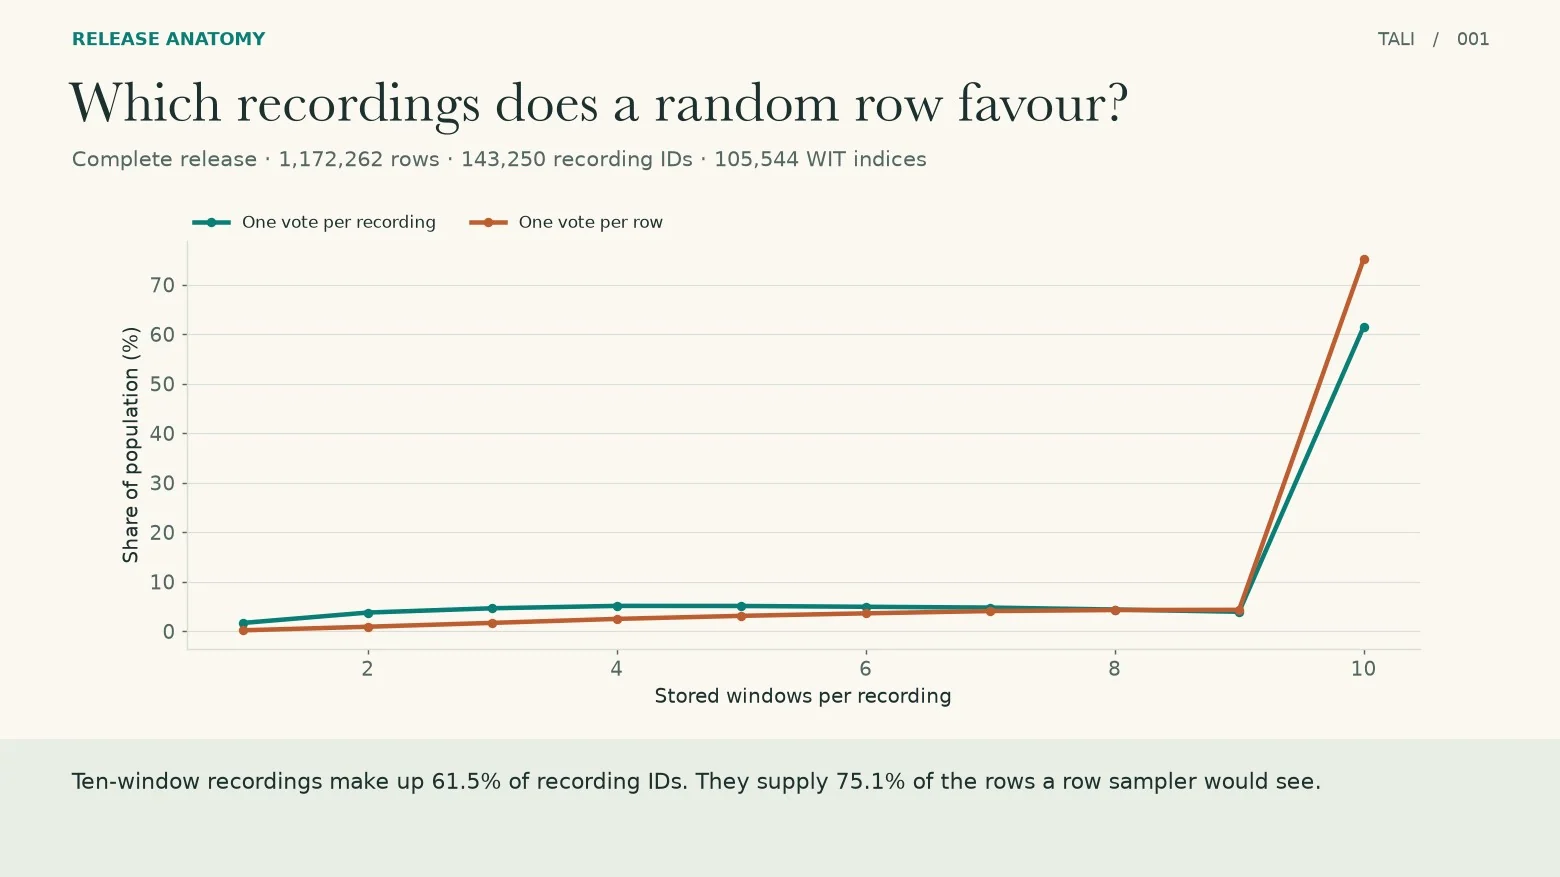 RELEASE ANATOMY
TALI / 001
Which recordings does a random row favour?
Complete release · 1,172,262 rows · 143,250 recording IDs · 105,544 WIT indices
One vote per recording
One vote per row
70
60
50
40
30
20
10
0
Share of population (%)
2
4
6
8
10
Stored windows per recording
Ten-window recordings make up 61.5% of recording IDs. They supply 75.1% of the rows a row sampler would see.